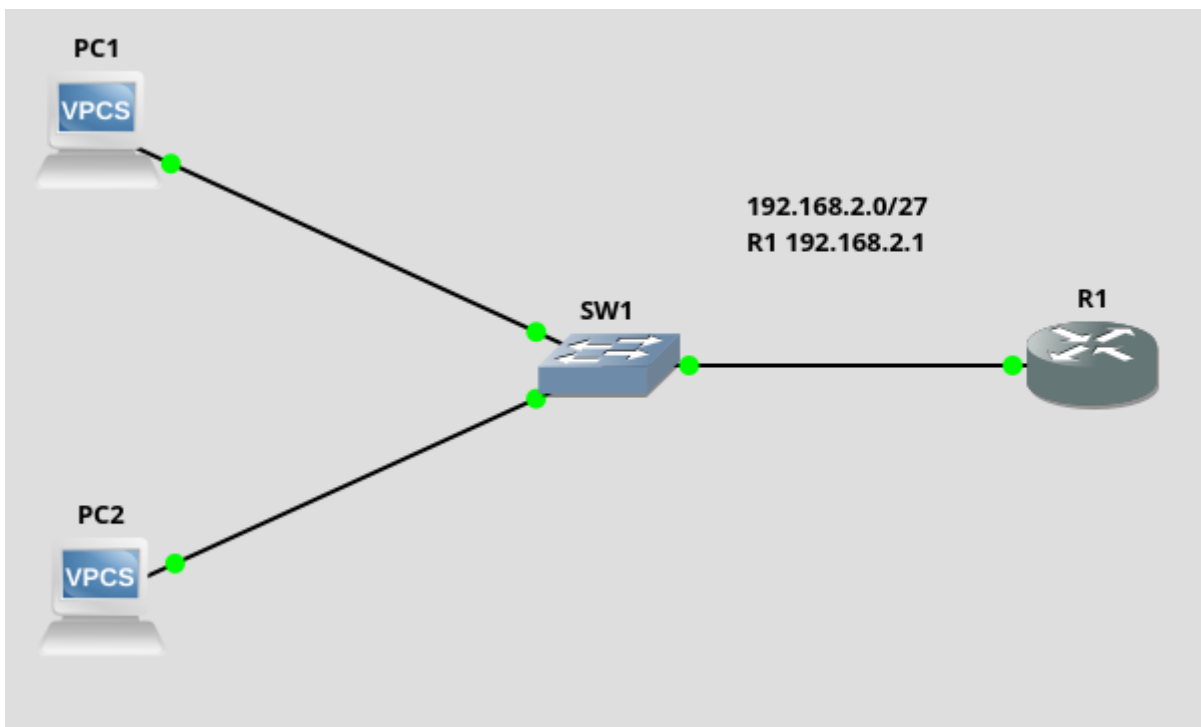 PC1
VPCS
192.168.2.0/27
R1 192.168.2.1
R1
SW1
PC2
VPCS